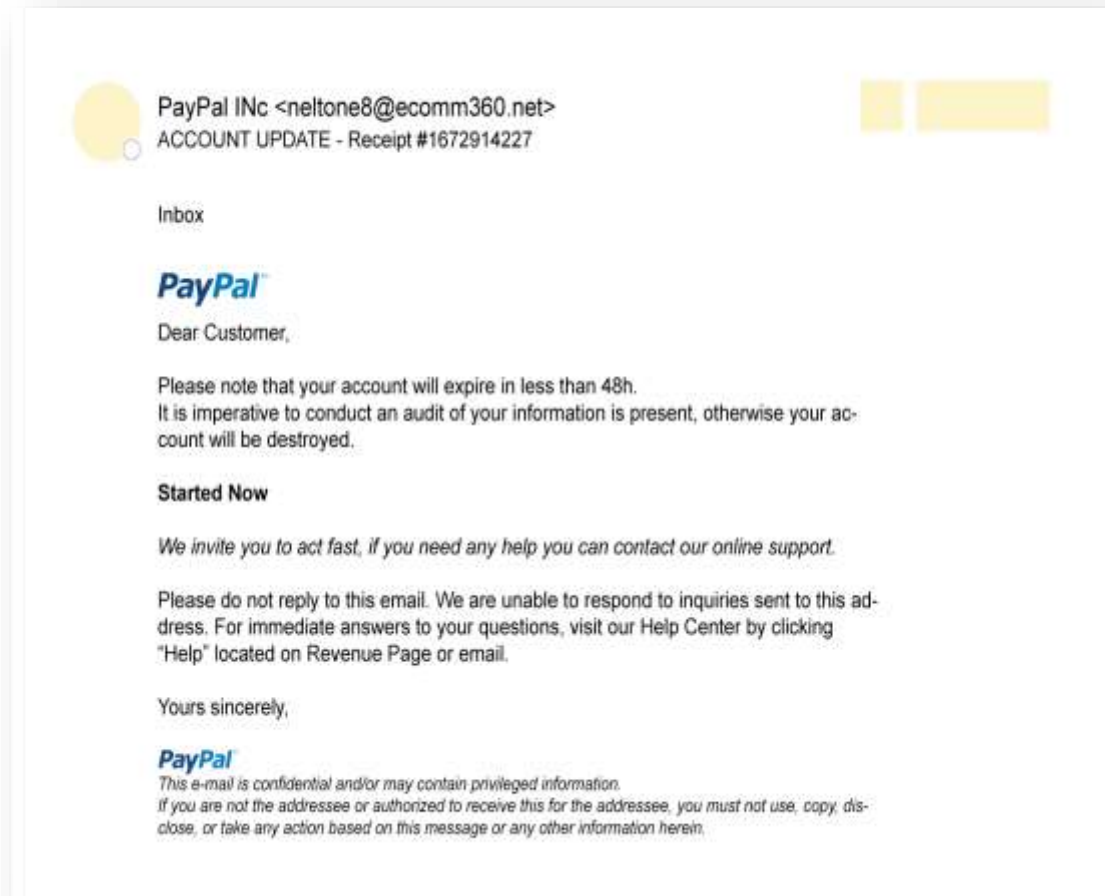 PayPal INc <neltone8@ecomm360.net>
ACCOUNT UPDATE - Receipt #1672914227
Inbox
PayPal™
Dear Customer,
Please note that your account will expire in less than 48h.
It is imperative to conduct an audit of your information is present, otherwise your ac-
count will be destroyed.
Started Now
We invite you to act fast, if you need any help you can contact our online support.
Please do not reply to this email. We are unable to respond to inquiries sent to this ad-
dress. For immediate answers to your questions, visit our Help Center by clicking
“Help” located on Revenue Page or email.
Yours sincerely,
PayPal
This e-mail is confidential and/or may contain privileged information.
If you are not the addressee or authorized to receive this for the addressee, you must not use, copy, dis-
close, or take any action based on this message or any other information herein.